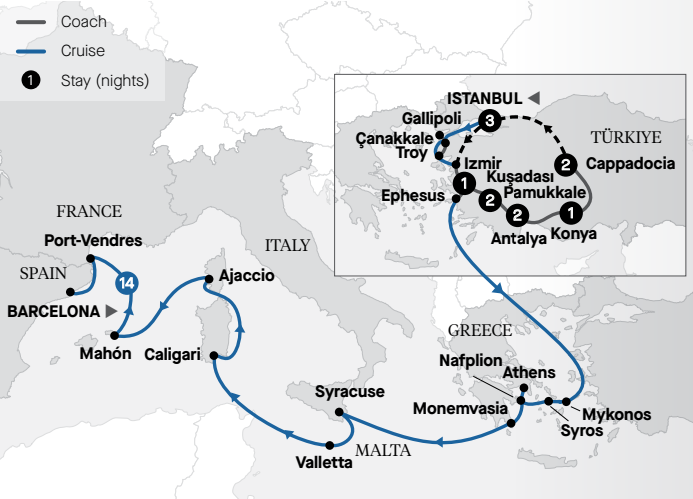 Coach
Cruise
1 Stay (nights)
ISTANBUL
3
Gallipoli
Çanakkale
Troy
TÜRKIYE
Izmir
2
Cappadocia
Kuşadası
1
Pamukkale
Ephesus
2
2
1
Antalya
Konya
FRANCE
Port-Vendres
ITALY
SPAIN
Ajaccio
14
BARCELONA
GREECE
Mahón
Caligari
Nafplion
Athens
Syracuse
Monemvasia
Mykonos
Syros
MALTA
Valletta